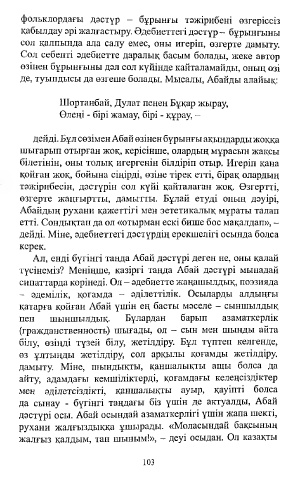 фольклордағы дәстүр – бұрынғы тәжірибені өзгеріссіз
қабылдау әрі жалғастыру. Әдебиеттегі дәстүр – бұрынғыны
сол қалпында ала салу емес, оны игеріп, өзгерте дамыту.
Сол себепті әдебиетте даралық басым болады, жеке автор
өзінен бұрынғыны дәл сол күйінде қайталамайды, оның өзі
де, туындысы да өзгеше болады. Мысалы, Абайды алайық:
Шортанбай, Дулат пенен Бұқар жырау,
Өлеңі - бірі жамау, бірі - құрау, –
дейді. Бұл сөзімен Абай өзінен бұрынғы ақындарды жоққа
шығарып отырған жоқ, керісінше, олардың мұрасын жақсы
білетінін, оны толық игергенін білдіріп отыр. Игеріп қана
қойған жоқ, бойына сіңірді, өзіне тірек етті, бірақ олардың
тәжірибесін, дәстүрін сол күйі қайталаған жоқ. Өзгертті,
өзгерте жаңғыртты, дамытты. Бұлай етуді оның дәуірі,
Абайдың рухани қажеттігі мен эстетикалық мұраты талап
етті. Сондықтан да ол «отырман ескі бише бос мақалдап», –
дейді. Міне, әдебиеттегі дәстүрдің ерекшелігі осында болса
керек.
Ал, енді бүгінгі таңда Абай дәстүрі деген не, оны қалай
түсінеміз? Меніңше, қазіргі таңда Абай дәстүрі мынадай
сипаттарда көрінеді. Ол – әдебиетте жаңашылдық, поэзияда
– әдемілік, қоғамда – әділеттілік. Осыларды алдыңғы
қатарға қойған Абай үшін ең басты мәселе – сыншылдық
пен шыншылдық. Бұлардан барып азаматкерлік
(гражданственность) шығады, ол – сын мен шынды айта
білу, өзіңді түзей білу, жетілдіру. Бұл түптеп келгенде,
өз ұлтыңды жетілдіру, сол арқылы қоғамды жетілдіру,
дамыту. Міне, шындықты, қаншалықты ащы болса да
айту, адамдағы кемшіліктерді, қоғамдағы келеңсіздіктер
мен әділетсіздікті, қаншалықты ауыр, қауіпті болса
да сынау - бүгінгі таңдағы біз үшін де актуалды, Абай
дәстүрі осы. Абай осындай азаматкерлігі үшін жапа шекті,
рухани жалғыздыққа ұшырады. «Моласындай бақсының
жалғыз қалдым, тап шыным!», – деуі осыдан. Ол қазақты
103